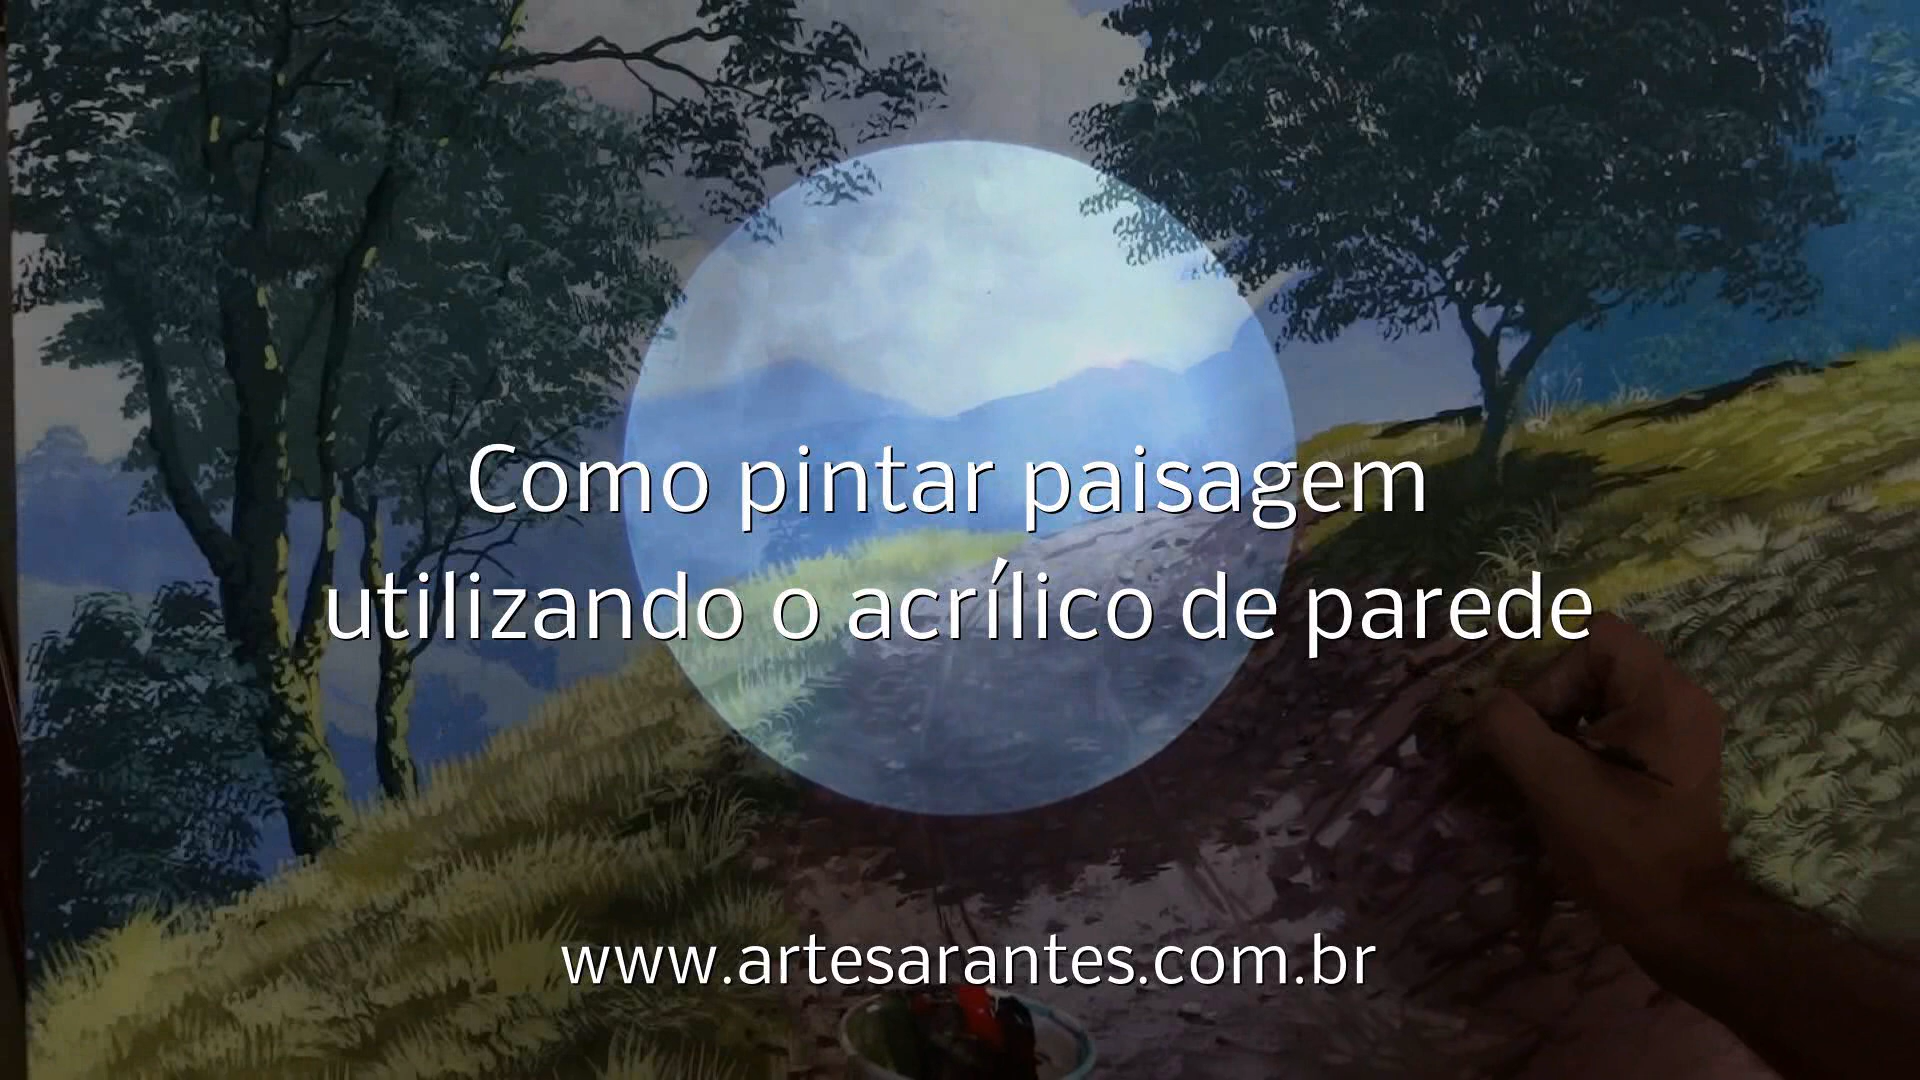 Como pintar paisagem
utilizando o acrílico de parede
www.artesarantes.com.br